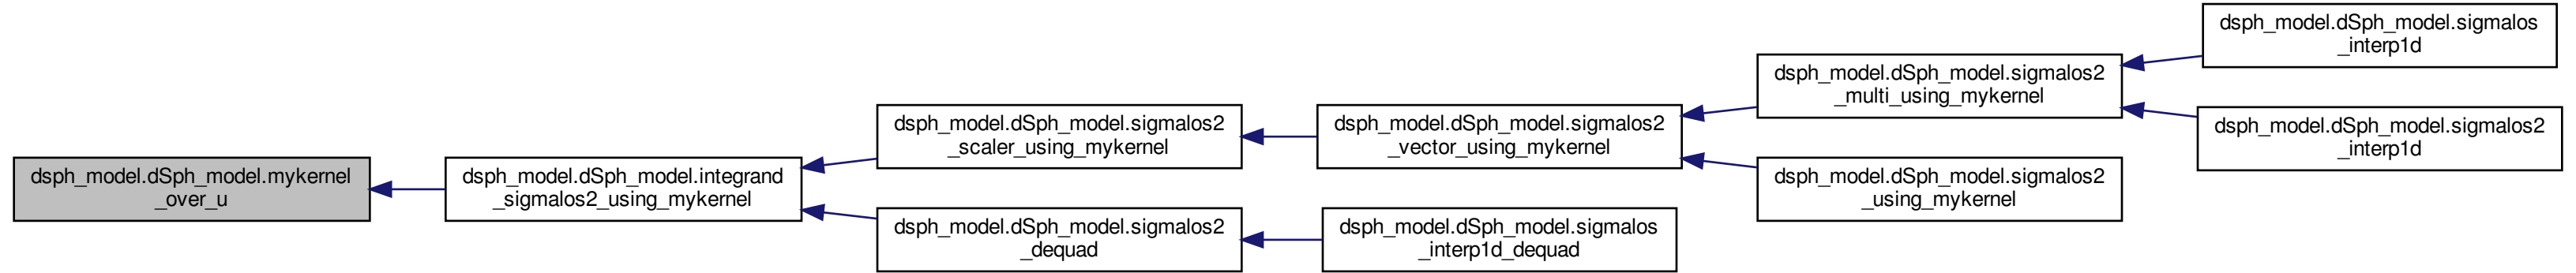 dsph_model.dSph_model.mykernel
_over_u
dsph_model.dSph_model.integrand
_sigmalos2_using_mykernel
dsph_model.dSph_model.sigmalos2
_scaler_using_mykernel
dsph_model.dSph_model.sigmalos2
_dequad
dsph_model.dSph_model.sigmalos2
_vector_using_mykernel
dsph_model.dSph_model.sigmalos
_interp1d_dequad
dsph_model.dSph_model.sigmalos2
_multi_using_mykernel
dsph_model.dSph_model.sigmalos2
_using_mykernel
dsph_model.dSph_model.sigmalos
_interp1d
dsph_model.dSph_model.sigmalos2
_interp1d